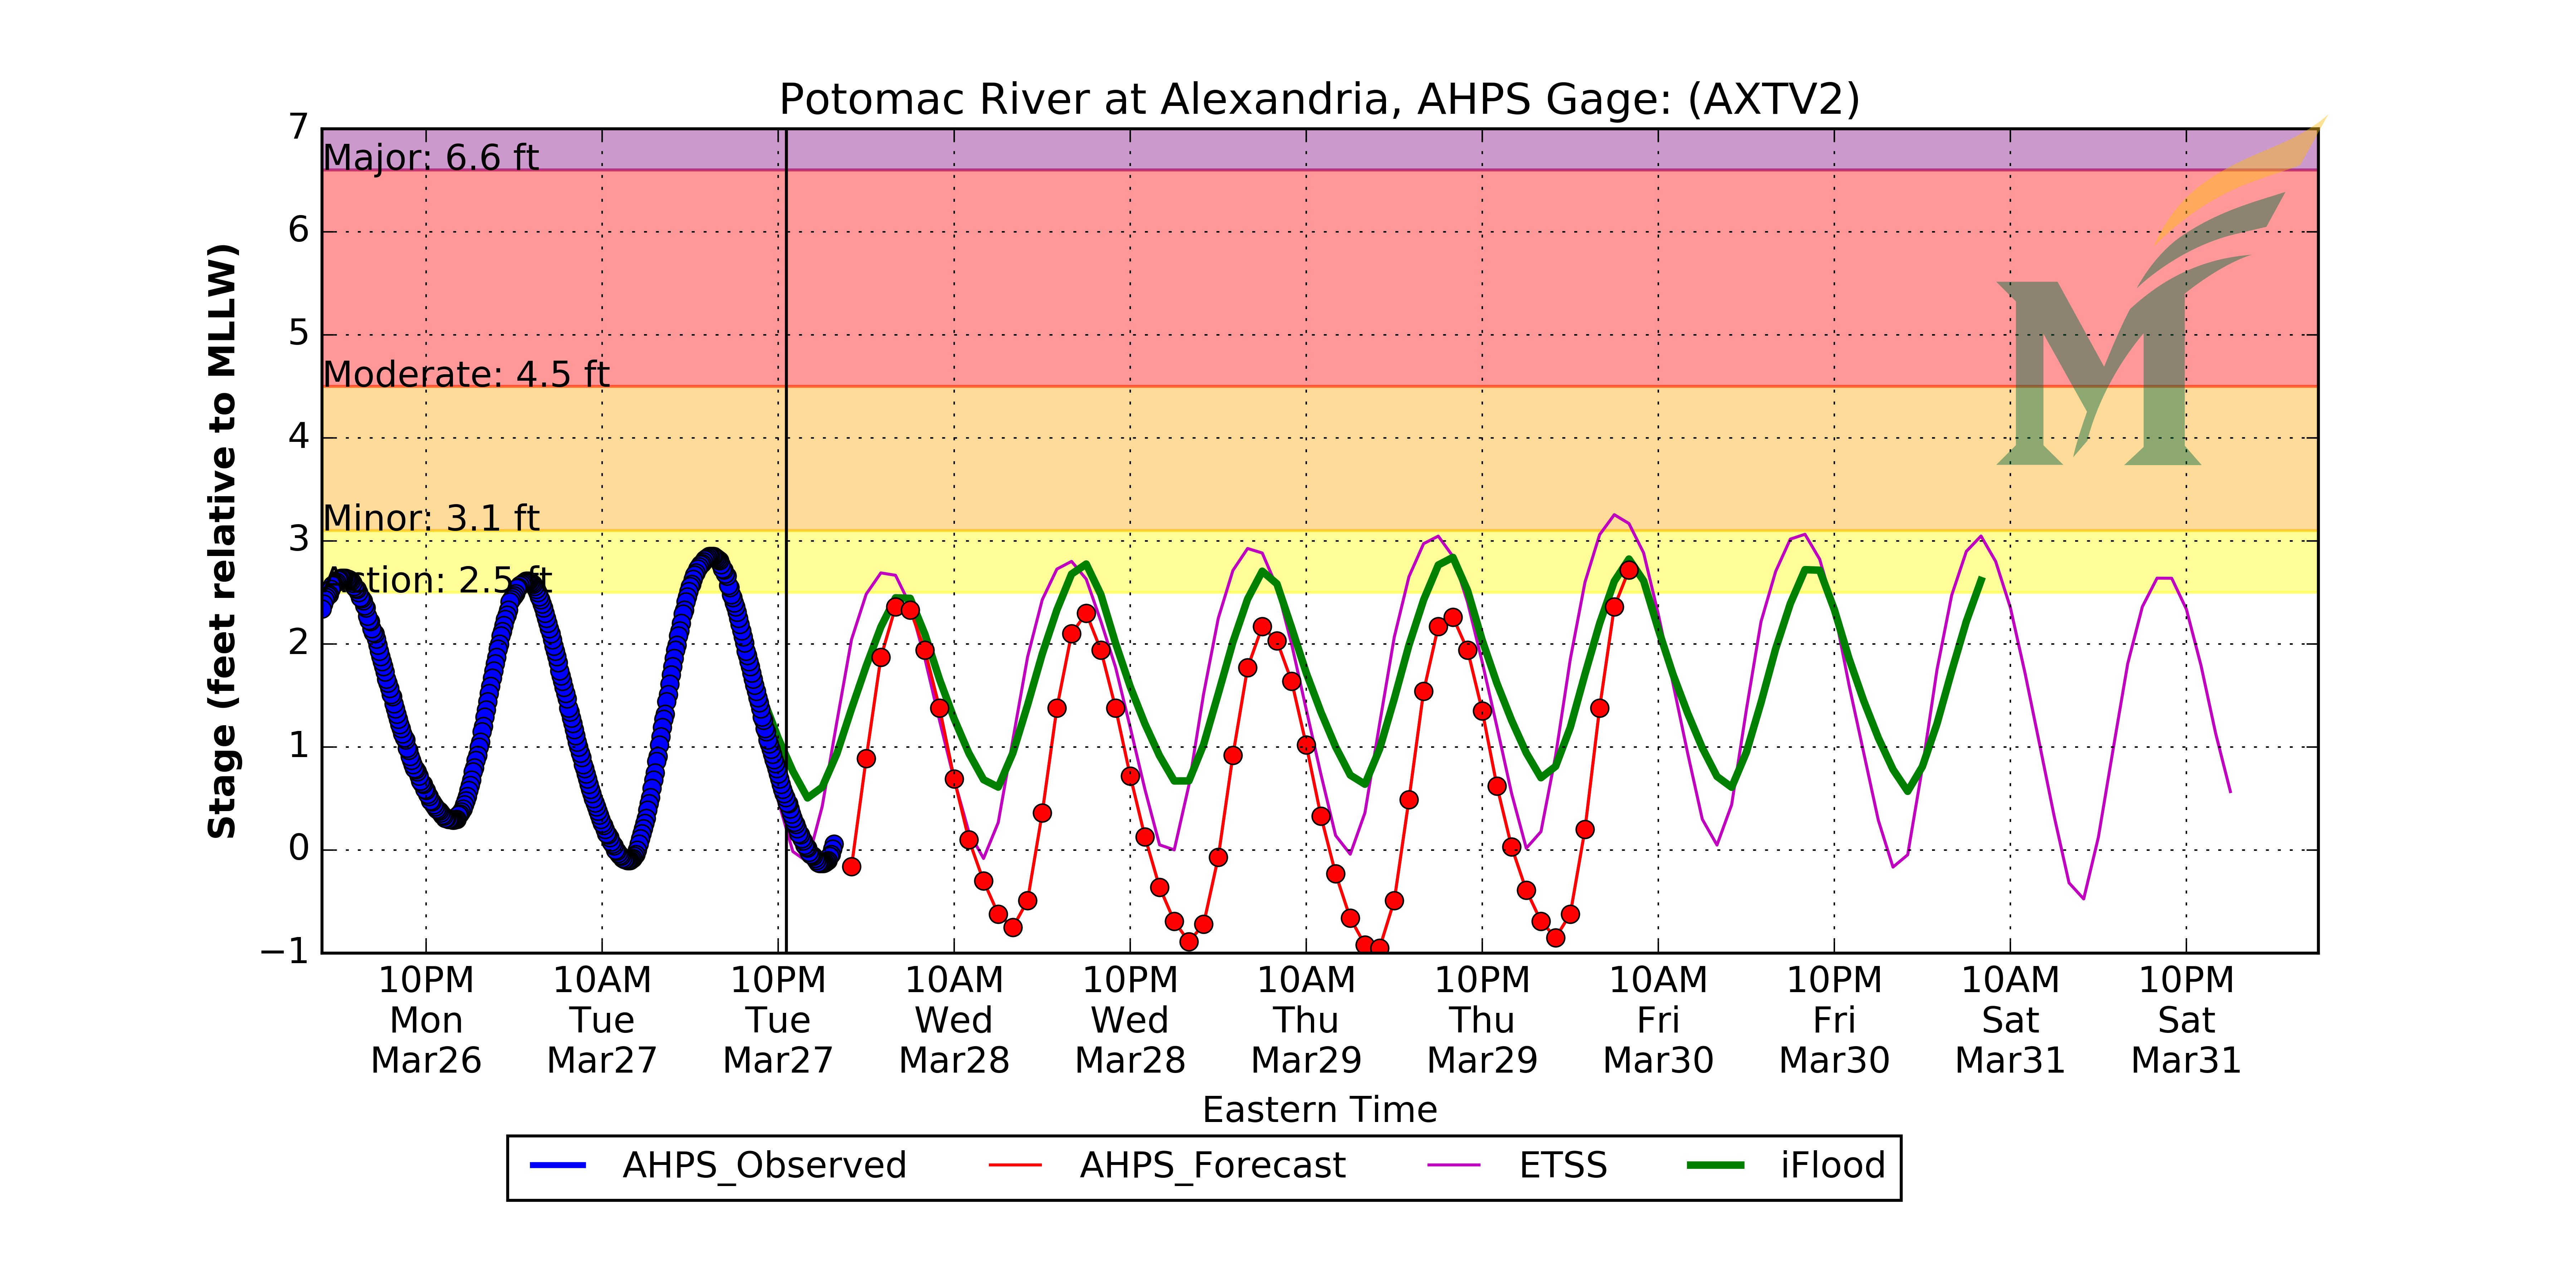 Potomac River at Alexandria, AHPS Gage: (AXTV2)
7
6
5
4
3
2
1
0
−1
Stage (feet relative to MLLW)
Major: 6.6 ft
Moderate: 4.5 ft
Minor: 3.1 ft
Action: 2.5 ft
M
10PM 10AM 10PM 10AM 10PM 10AM 10PM 10AM 10PM 10AM 10PM
Mon Tue Tue Wed Wed Thu Thu Fri Fri Sat Sat
Mar26 Mar27 Mar27 Mar28 Mar28 Mar29 Mar29 Mar30 Mar30 Mar31 Mar31
Eastern Time
AHPS_Observed AHPS_Forecast ETSS iFlood